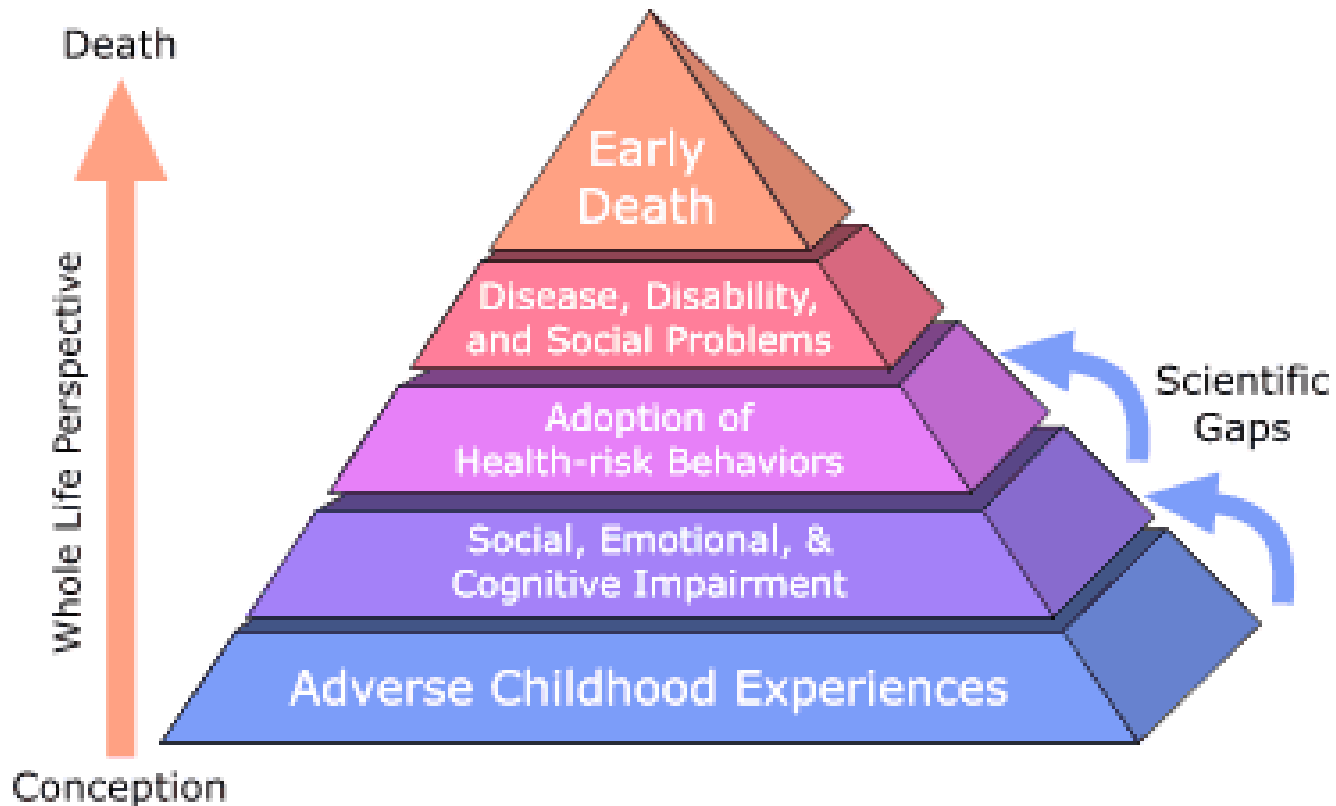 Death
Whole Life Perspective
Conception
Early
Death
Disease, Disability,
and Social Problems
Adoption of
Health-risk Behaviors
Social, Emotional, &
Cognitive Impairment
Adverse Childhood Experiences
Scientific
Gaps